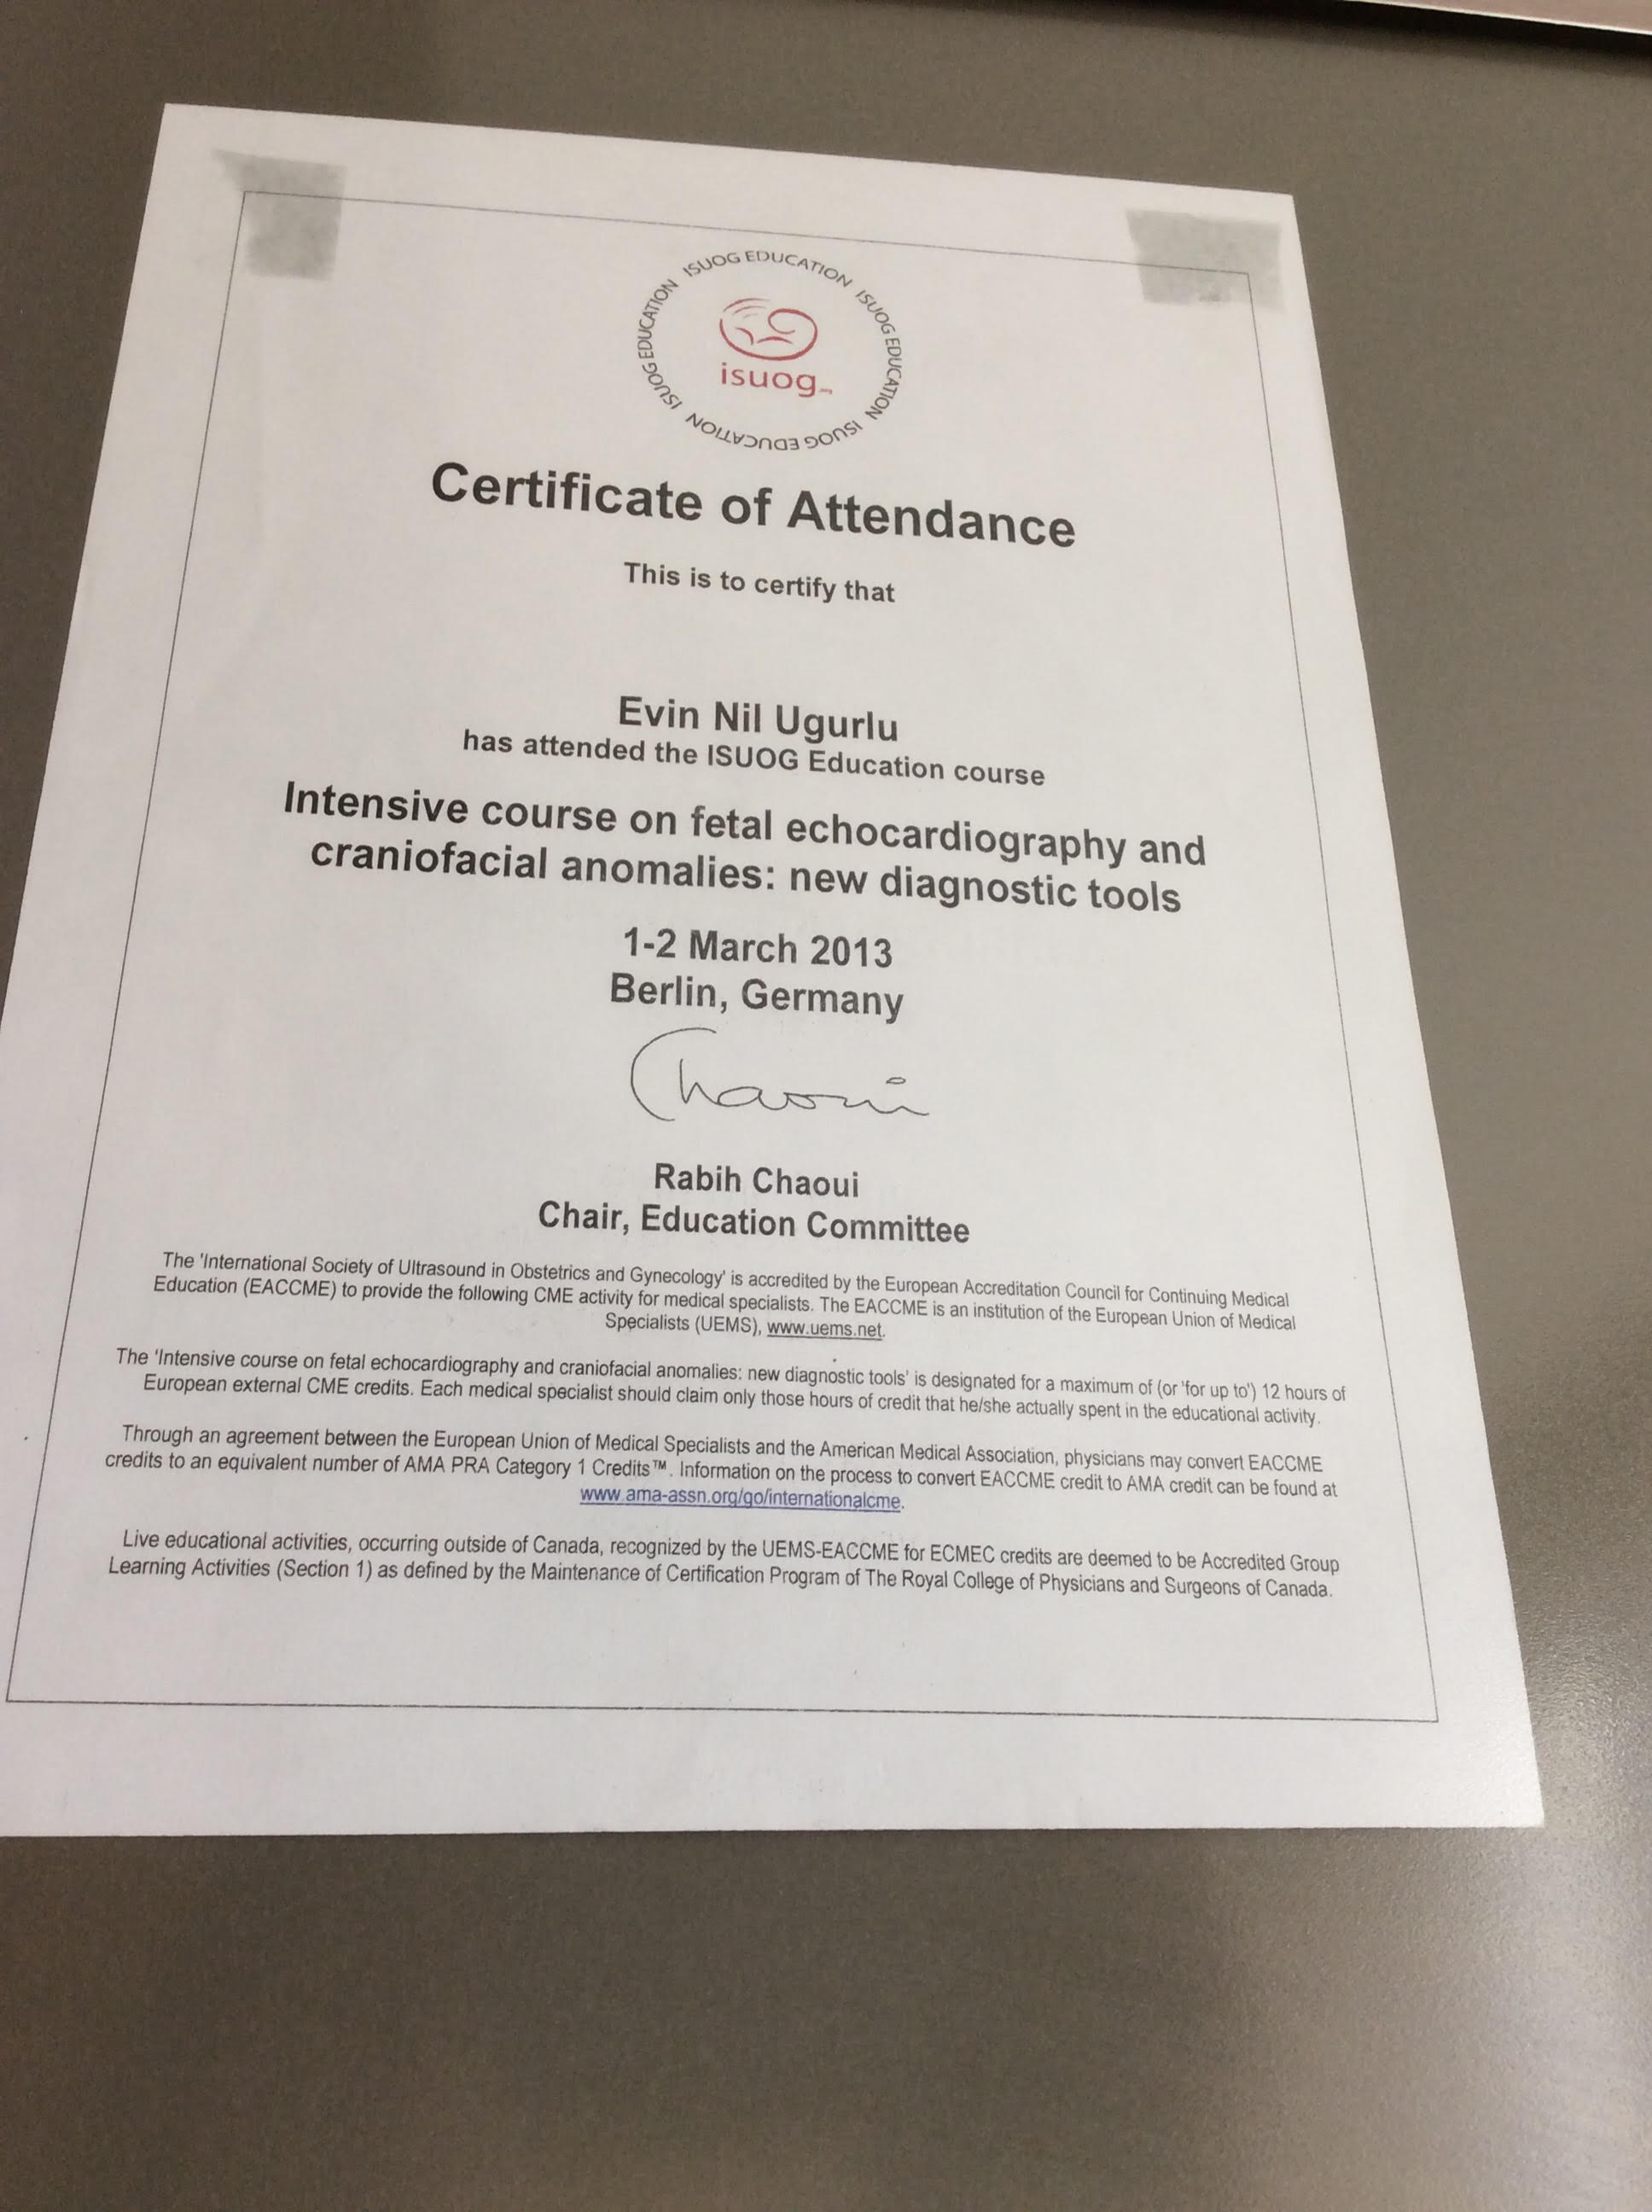 ISUOG EDUCATION ISUOG EDUCATION ISUOG EDUCATION ISUOG EDUCATION
isuog
Certificate of Attendance
This is to certify that
Evin Nil Ugurlu
has attended the ISUOG Education course
Intensive course on fetal echocardiography and
craniofacial anomalies: new diagnostic tools
1-2 March 2013
Berlin, Germany
Chaoui
Rabih Chaoui
Chair, Education Committee
The 'International Society of Ultrasound in Obstetrics and Gynecology' is accredited by the European Accreditation Council for Continuing Medical
Education (EACCME) to provide the following CME activity for medical specialists. The EACCME is an institution of the European Union of Medical
Specialists (UEMS), www.uems.net.
The 'Intensive course on fetal echocardiography and craniofacial anomalies: new diagnostic tools' is designated for a maximum of (or 'for up to') 12 hours of
European external CME credits. Each medical specialist should claim only those hours of credit that he/she actually spent in the educational activity.
Through an agreement between the European Union of Medical Specialists and the American Medical Association, physicians may convert EACCME
credits to an equivalent number of AMA PRA Category 1 Credits™. Information on the process to convert EACCME credit to AMA credit can be found at
www.ama-assn.org/go/internationalcme.
Live educational activities, occurring outside of Canada, recognized by the UEMS-EACCME for ECMEC credits are deemed to be Accredited Group
Learning Activities (Section 1) as defined by the Maintenance of Certification Program of The Royal College of Physicians and Surgeons of Canada.